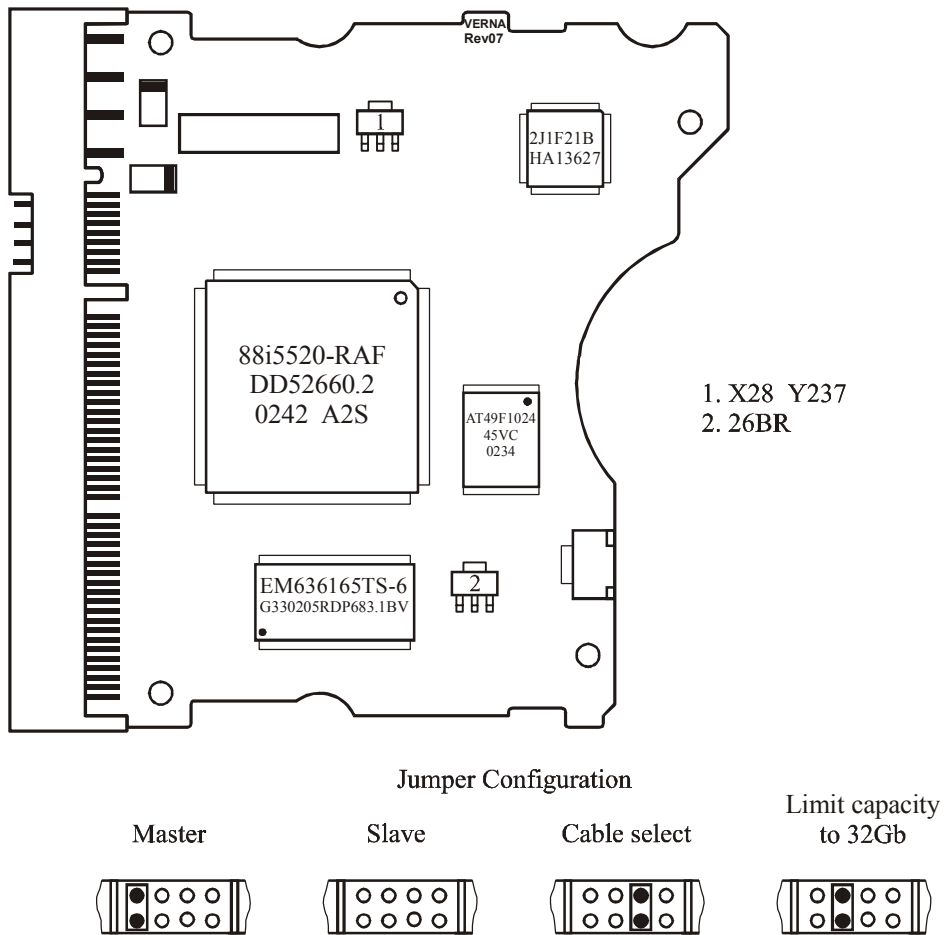 VERNA
Rev07
1
2J1F21B
HA13627
88i5520-RAF
DD52660.2
0242 A2S
AT49F1024
45VC
0234
1. X28 Y237
2. 26BR
EM636165TS-6
G330205RDP683.1BV
2
Jumper Configuration
Master
Slave
Cable select
Limit capacity
to 32Gb